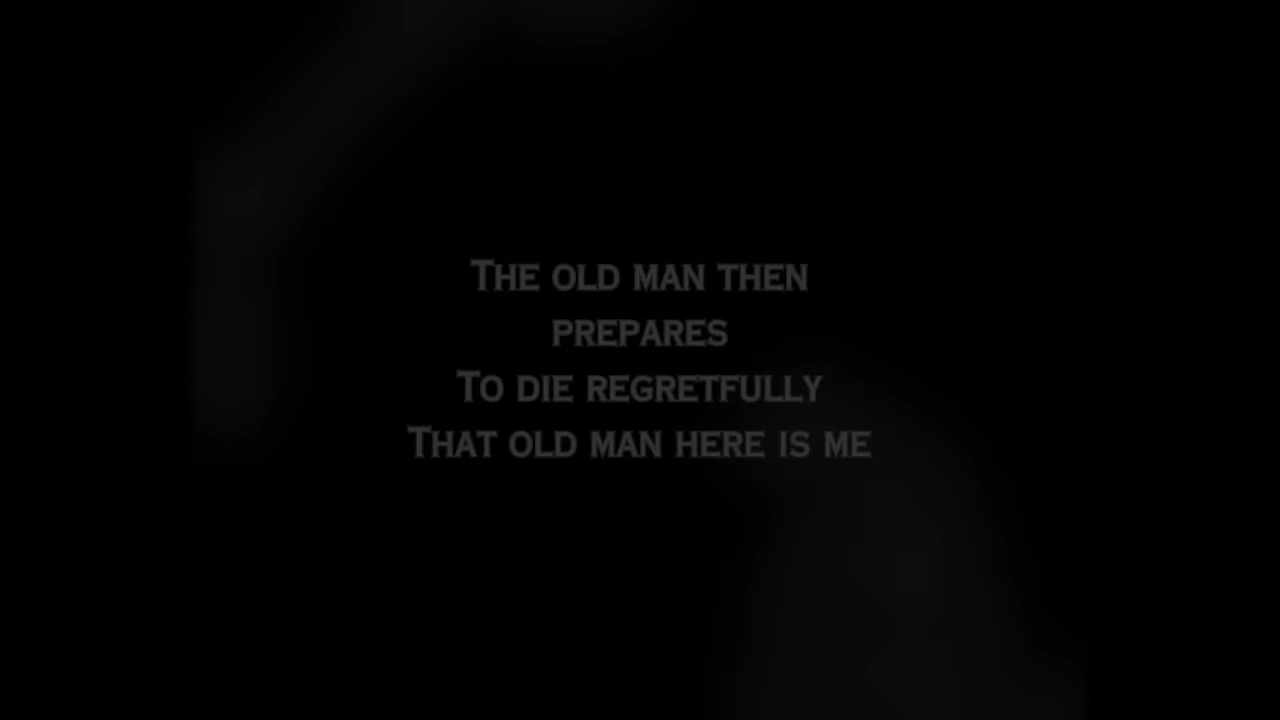 The old man then
prepares
To die regretfully
That old man here is me